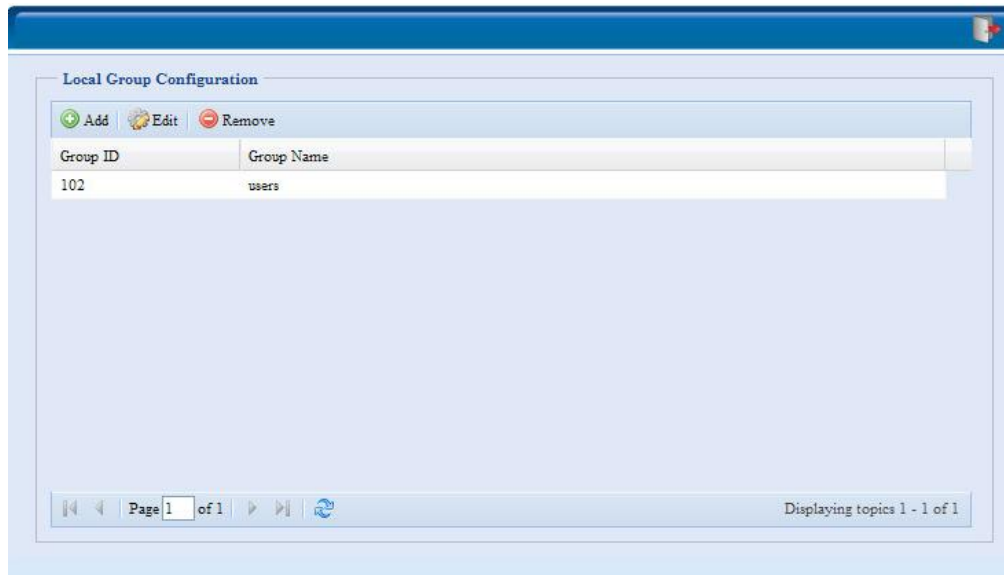 Local Group Configuration
Add Edit Remove
Group ID Group Name
102 users
Page 1 of 1 Displaying topics 1 - 1 of 1